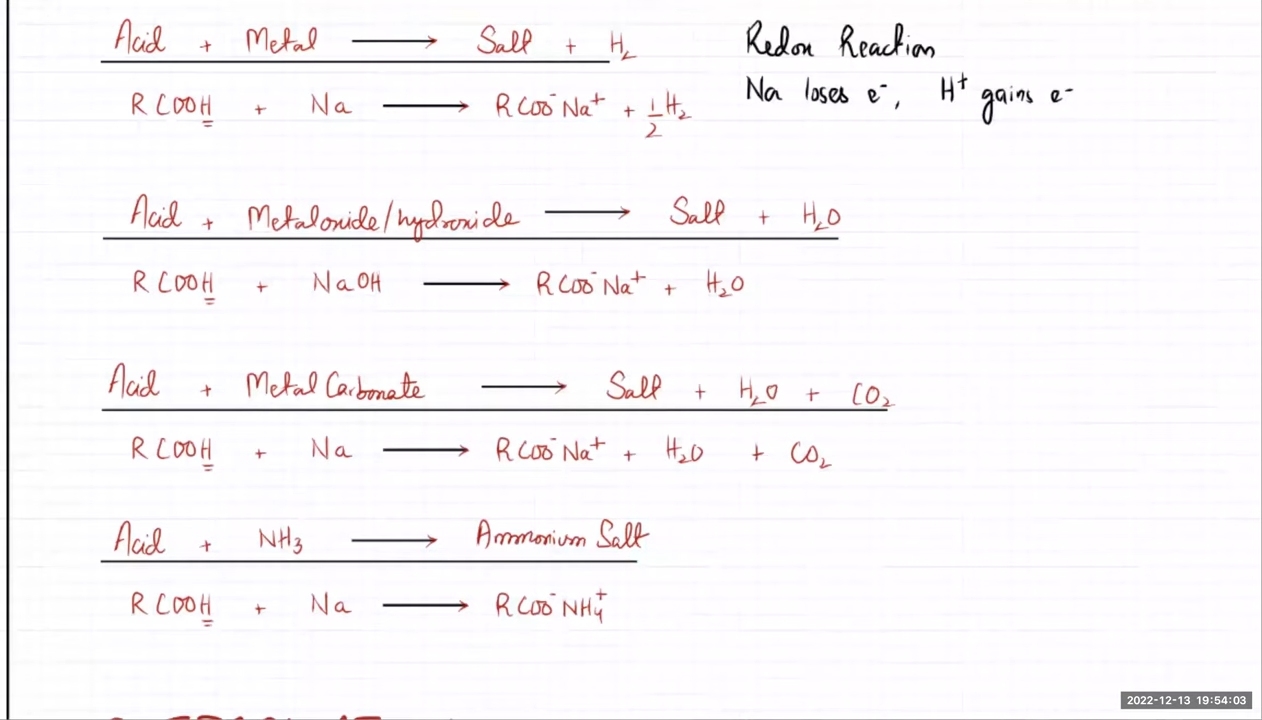 Acid + Metal ⟶ Salt + H₂
Redox Reaction
RCOOH + Na ⟶ RCOO⁻Na⁺ + ½H₂
Na loses e⁻, H⁺ gains e⁻
Acid + Metaloxide/hydroxide ⟶ Salt + H₂O
RCOOH + NaOH ⟶ RCOO⁻Na⁺ + H₂O
Acid + Metal Carbonate ⟶ Salt + H₂O + CO₂
RCOOH + Na ⟶ RCOO⁻Na⁺ + H₂O + CO₂
Acid + NH₃ ⟶ Ammonium Salt
RCOOH + Na ⟶ RCOO⁻NH₄⁺
2022-12-13 19:54:03